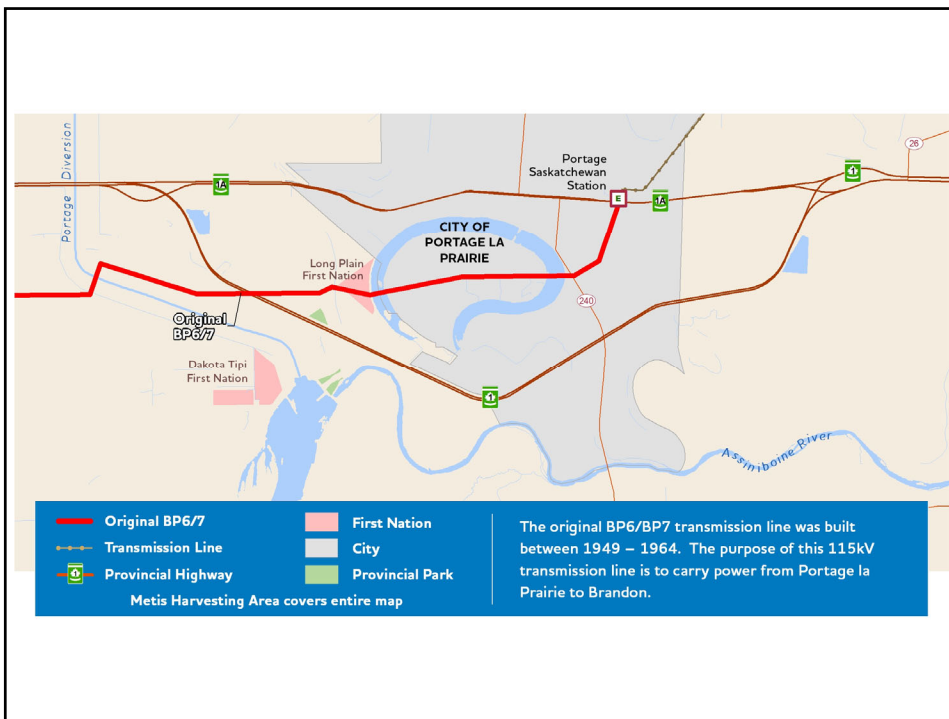 Portage Diversion
26
1
1A
Portage
Saskatchewan
Station
E
1A
CITY OF
PORTAGE LA
PRAIRIE
Long Plain
First Nation
240
Original
BP6/7
Dakota Tipi
First Nation
1
Assiniboine River
Original BP6/7
Transmission Line
1
Provincial Highway
First Nation
City
Provincial Park
Metis Harvesting Area covers entire map
The original BP6/BP7 transmission line was built
between 1949 – 1964. The purpose of this 115kV
transmission line is to carry power from Portage la
Prairie to Brandon.